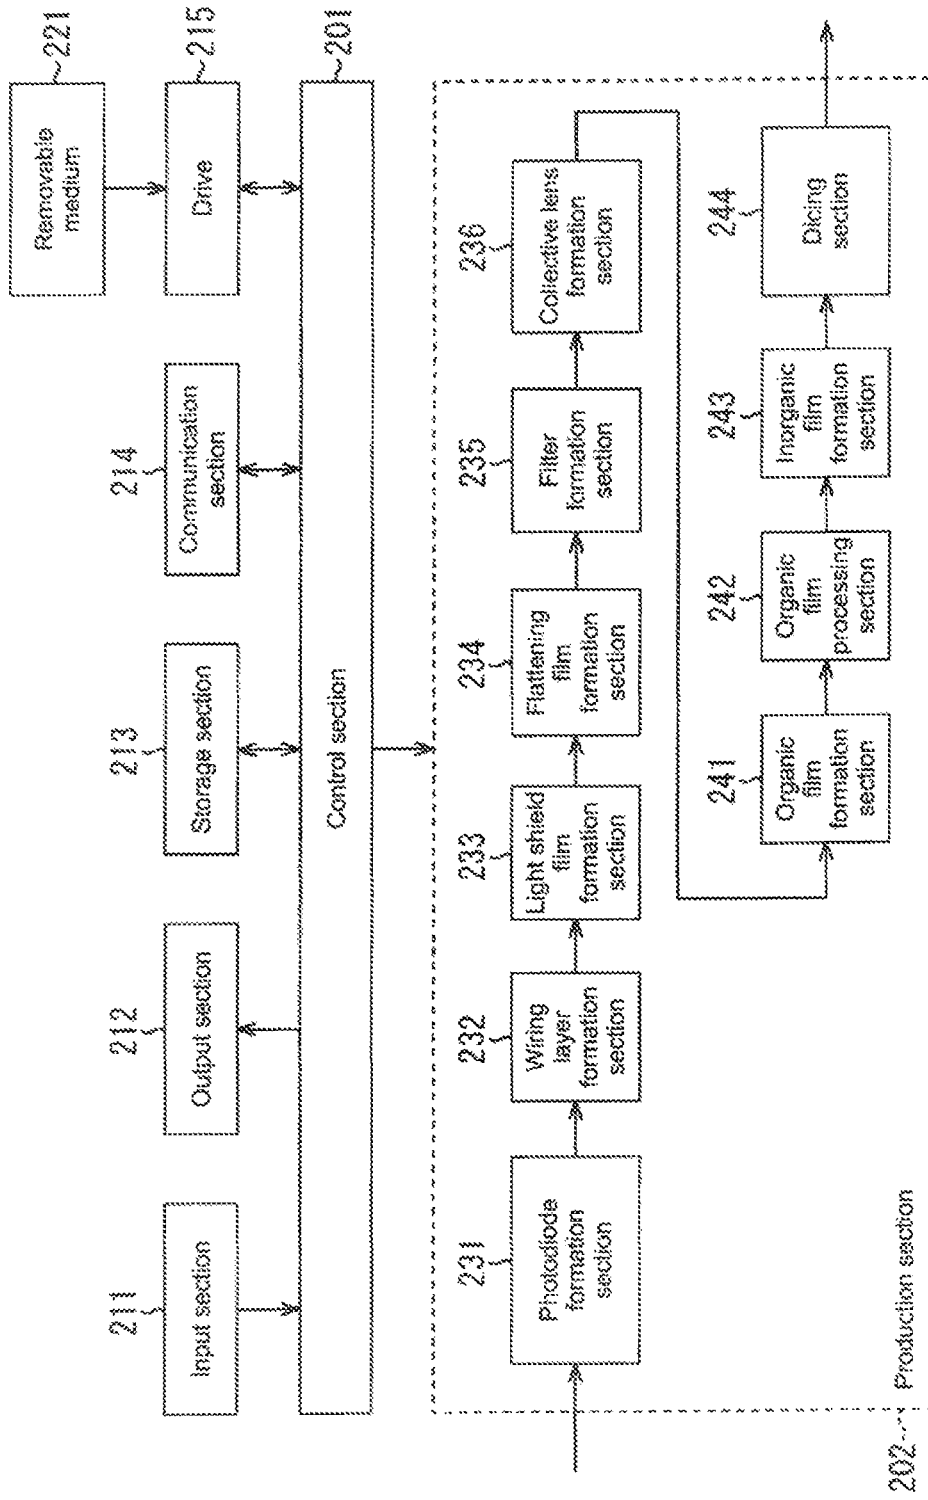 221
Removable
medium
211
Input section
212
Output section
213
Storage section
214
Communication
section
215
Drive
201
Control section
231
Photodiode
formation
section
232
Wiring
layer
formation
section
233
Light shield
film
formation
section
234
Flattening
film
formation
section
235
Filter
formation
section
236
Collective lens
formation
section
241
Organic
film
formation
section
242
Organic
film
processing
section
243
Inorganic
film
formation
section
244
Dicing
section
202
Production section